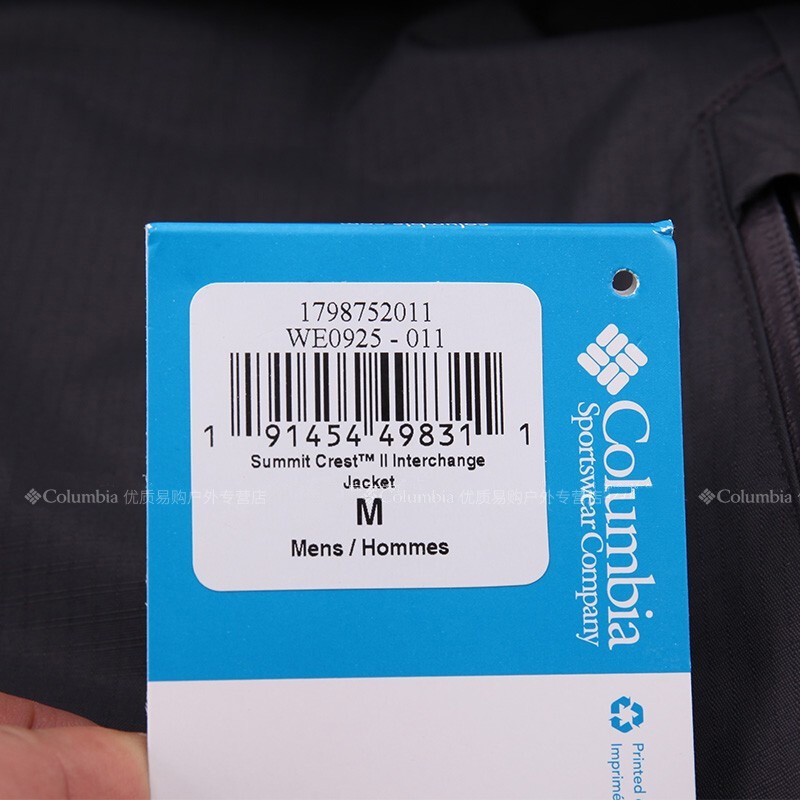 1798752011
WE0925 - 011
1 91454 49831 1
Summit Crest™ II Interchange
Jacket
M
Mens / Hommes
Columbia
Sportswear Company
Printed
Imprimé
Columbia 优质易购户外专营店
Columbia 优质易购户外专营店
Columbia